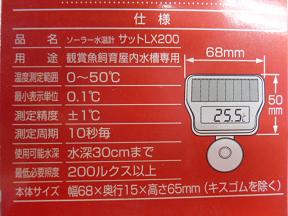 仕様
品名 ソーラー水温計 サットLX200
用途 観賞魚飼育屋内水槽専用
温度測定範囲 0~50℃
最小表示単位 0.1℃
測定精度 ±1℃
測定周期 10秒毎
使用可能水深 水深30cmまで
最低必要照度 200ルクス以上
本体サイズ 幅68×奥行15×高さ65mm(キスゴムを除く)
68mm
50mm
25.5℃